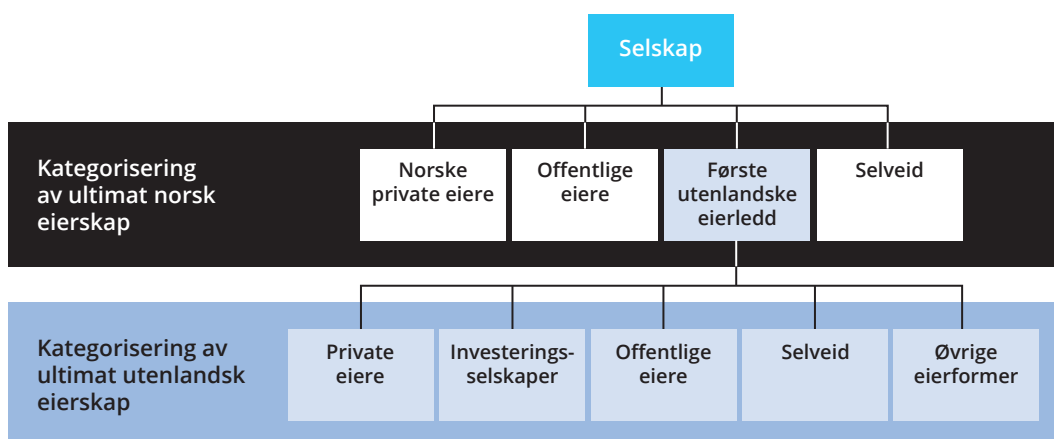 Selskap
Kategorisering
av ultimat norsk
eierskap
Norske
private eiere
Offentlige
eiere
Første
utenlandske
eierledd
Selveid
Kategorisering av
ultimat utenlandsk
eierskap
Private
eiere
Investerings-
selskaper
Offentlige
eiere
Selveid
Øvrige
eierformer